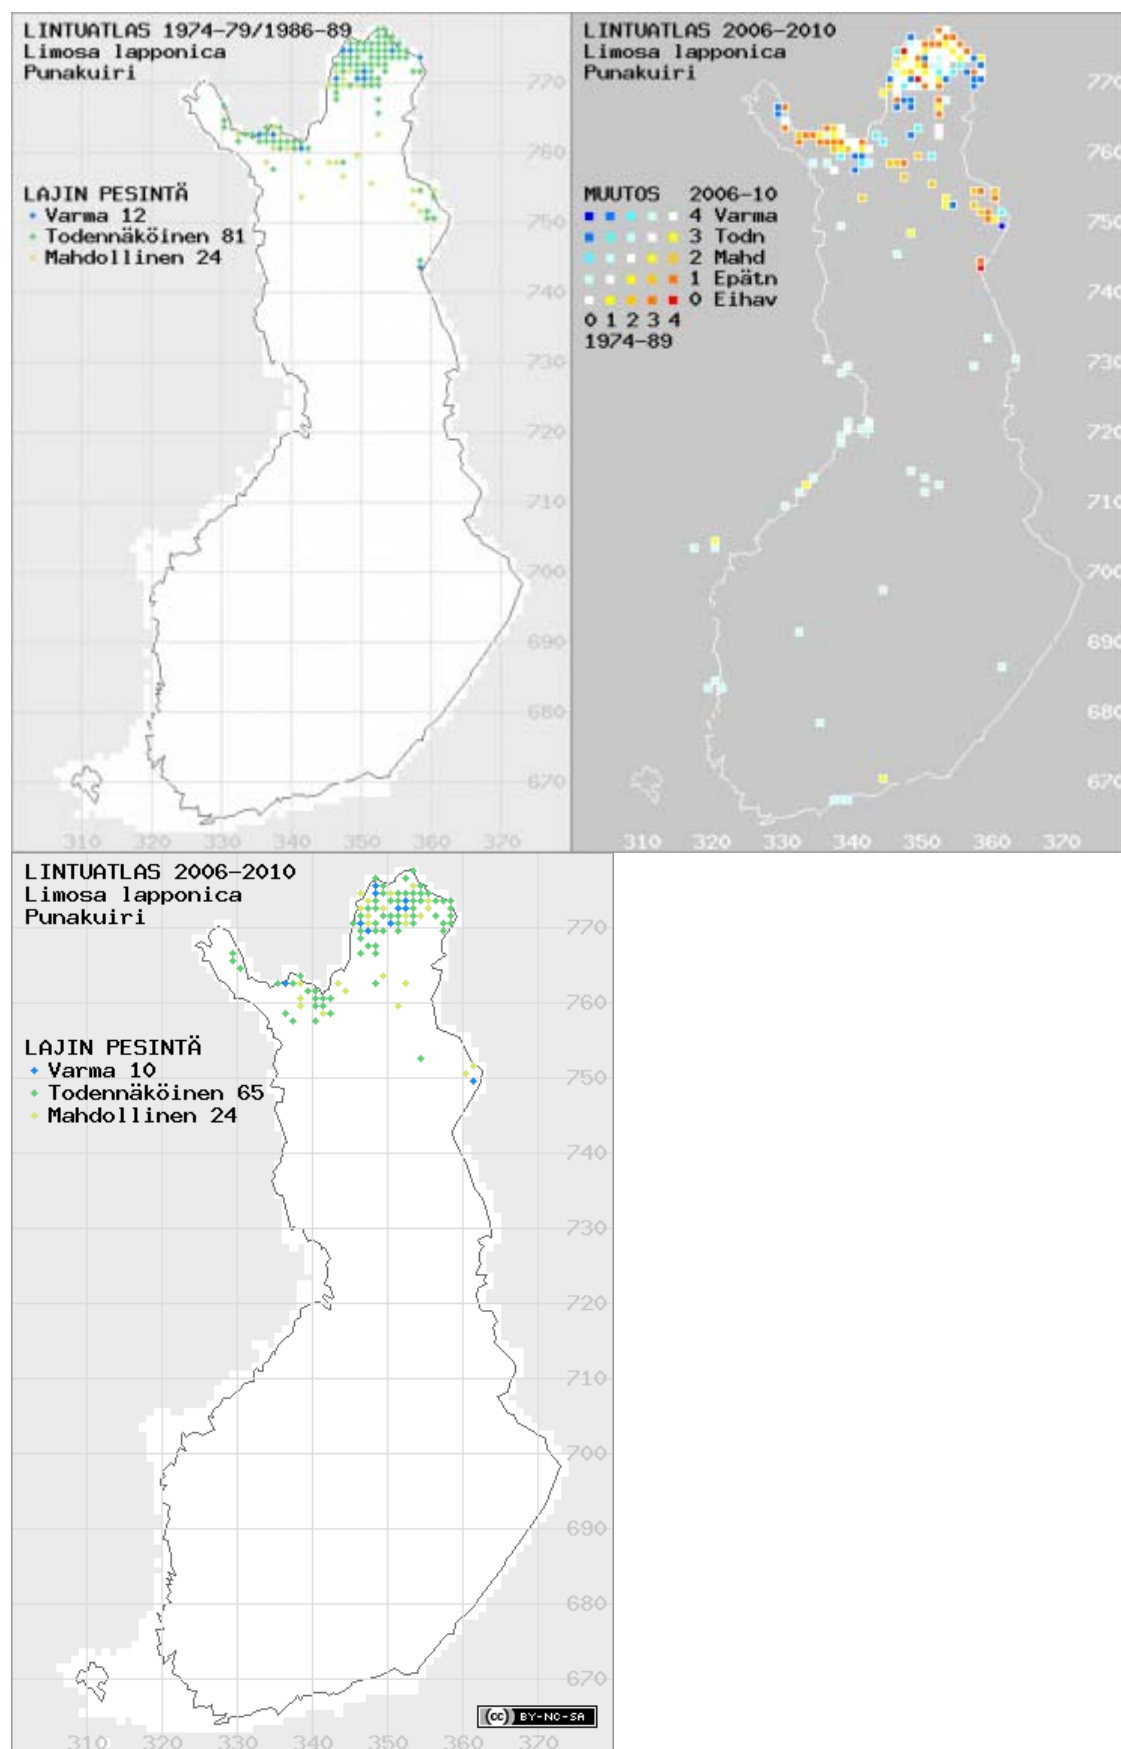 LINTUATLAS 1974-79/1986-89
Limosa lapponica
Punakuiri
770
760
LAJIN PESINTÄ
Varma 12
Todennäköinen 81
Mahdollinen 24
750
740
730
720
710
700
690
680
670
310 320 330 340 350 360 370
LINTUATLAS 2006-2010
Limosa lapponica
Punakuiri
770
760
MUUTOS 2006-10
4 Varma
3 Todn
2 Mahd
1 Epätn
0 Eihav
0 1 2 3 4
1974-89
750
740
730
720
710
700
690
680
670
310 320 330 340 350 360 370
LINTUATLAS 2006-2010
Limosa lapponica
Punakuiri
770
760
LAJIN PESINTÄ
Varma 10
Todennäköinen 65
Mahdollinen 24
750
740
730
720
710
700
690
680
670
310 320 330 340 350 360 370
(cc) BY-NC-SA